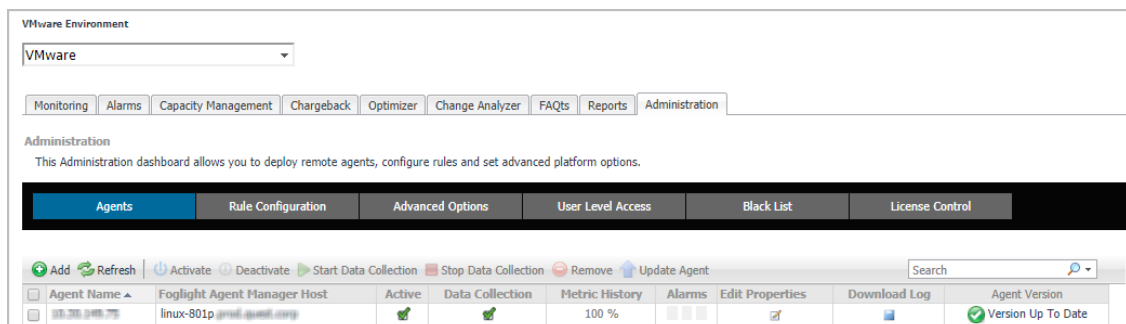 VMware Environment
VMware
Monitoring Alarms Capacity Management Chargeback Optimizer Change Analyzer FAQts Reports Administration
Administration
This Administration dashboard allows you to deploy remote agents, configure rules and set advanced platform options.
Agents Rule Configuration Advanced Options User Level Access Black List License Control
Add Refresh Activate Deactivate Start Data Collection Stop Data Collection Remove Update Agent Search
Agent Name Foglight Agent Manager Host Active Data Collection Metric History Alarms Edit Properties Download Log Agent Version
linux-801p 100 % Version Up To Date